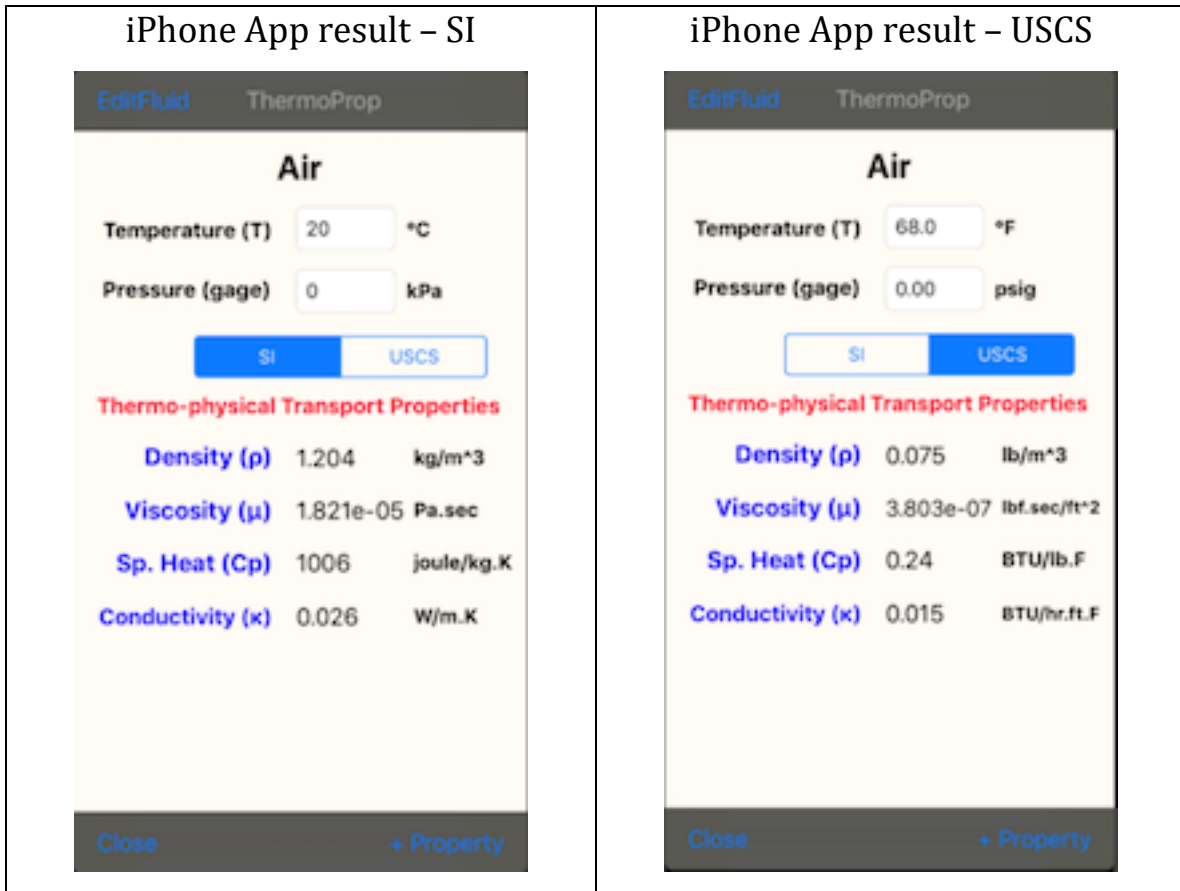 iPhone App result – SI
EditFluid ThermoProp
Air
Temperature (T) 20 °C
Pressure (gage) 0 kPa
SI USCS
Thermo-physical Transport Properties
Density (ρ) 1.204 kg/m^3
Viscosity (μ) 1.821e-05 Pa.sec
Sp. Heat (Cp) 1006 joule/kg.K
Conductivity (κ) 0.026 W/m.K
Close + Property
iPhone App result – USCS
EditFluid ThermoProp
Air
Temperature (T) 68.0 °F
Pressure (gage) 0.00 psig
SI USCS
Thermo-physical Transport Properties
Density (ρ) 0.075 lb/m^3
Viscosity (μ) 3.803e-07 lbf.sec/ft^2
Sp. Heat (Cp) 0.24 BTU/lb.F
Conductivity (κ) 0.015 BTU/hr.ft.F
Close + Property